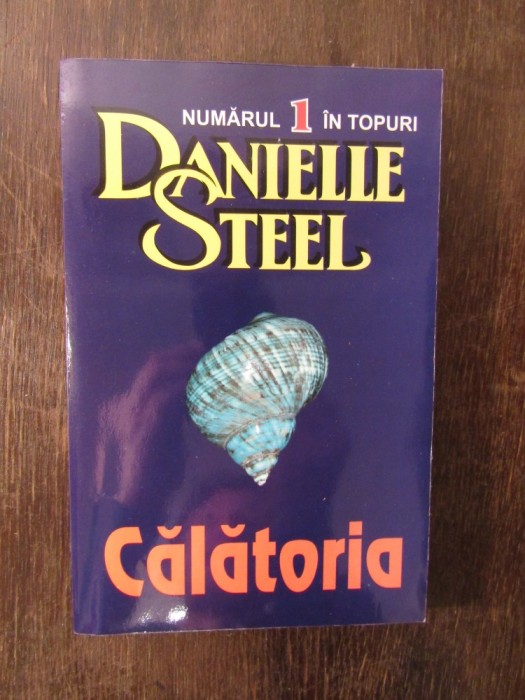 NUMĂRUL 1 ÎN TOPURI
DANIELLE
STEEL
Călătoria